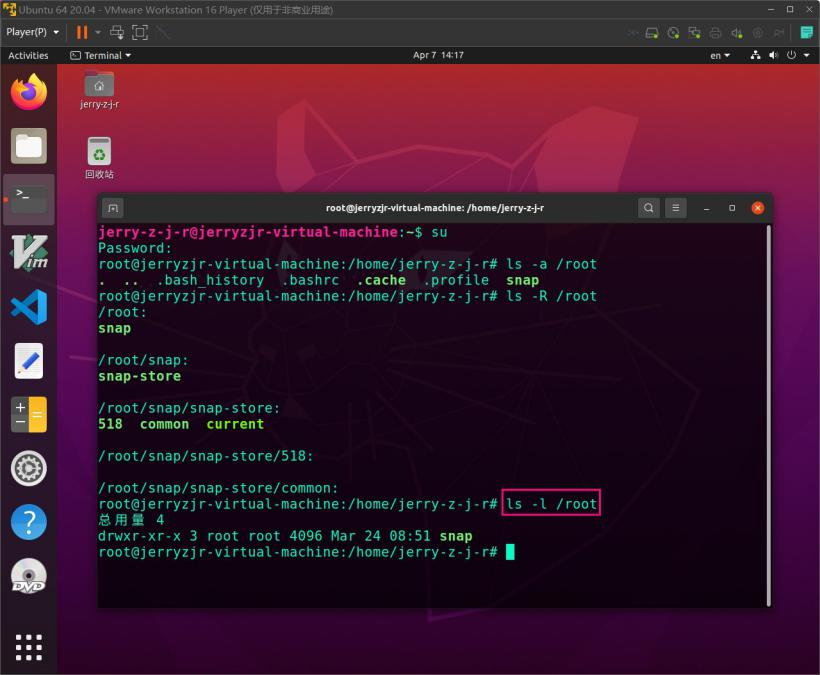 Ubuntu 64 20.04 - VMware Workstation 16 Player (仅用于非商业用途)
Player(P)
Activities
Terminal
Apr 7 14:17
en
jerry-z-j-r
回收站
root@jerryzjr-virtual-machine: /home/jerry-z-j-r
jerry-z-j-r@jerryzjr-virtual-machine:~$ su
Password:
root@jerryzjr-virtual-machine:/home/jerry-z-j-r# ls -a /root
. .. .bash_history .bashrc .cache .profile snap
root@jerryzjr-virtual-machine:/home/jerry-z-j-r# ls -R /root
/root:
snap
/root/snap:
snap-store
/root/snap/snap-store:
518 common current
/root/snap/snap-store/518:
/root/snap/snap-store/common:
root@jerryzjr-virtual-machine:/home/jerry-z-j-r# ls -l /root
总用量 4
drwxr-xr-x 3 root root 4096 Mar 24 08:51 snap
root@jerryzjr-virtual-machine:/home/jerry-z-j-r#
Vim
DVD